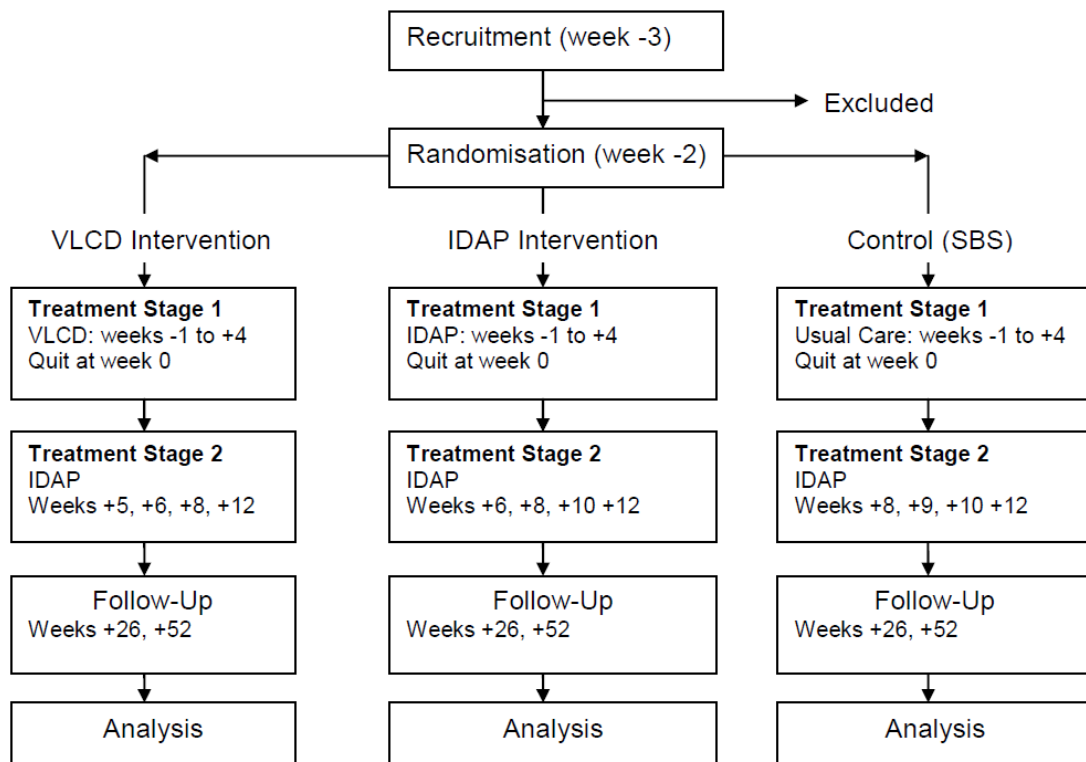 Recruitment (week -3)
Excluded
Randomisation (week -2)
VLCD Intervention
IDAP Intervention
Control (SBS)
Treatment Stage 1
VLCD: weeks -1 to +4
Quit at week 0
Treatment Stage 1
IDAP: weeks -1 to +4
Quit at week 0
Treatment Stage 1
Usual Care: weeks -1 to +4
Quit at week 0
Treatment Stage 2
IDAP
Weeks +5, +6, +8, +12
Treatment Stage 2
IDAP
Weeks +6, +8, +10 +12
Treatment Stage 2
IDAP
Weeks +8, +9, +10 +12
Follow-Up
Weeks +26, +52
Follow-Up
Weeks +26, +52
Follow-Up
Weeks +26, +52
Analysis
Analysis
Analysis